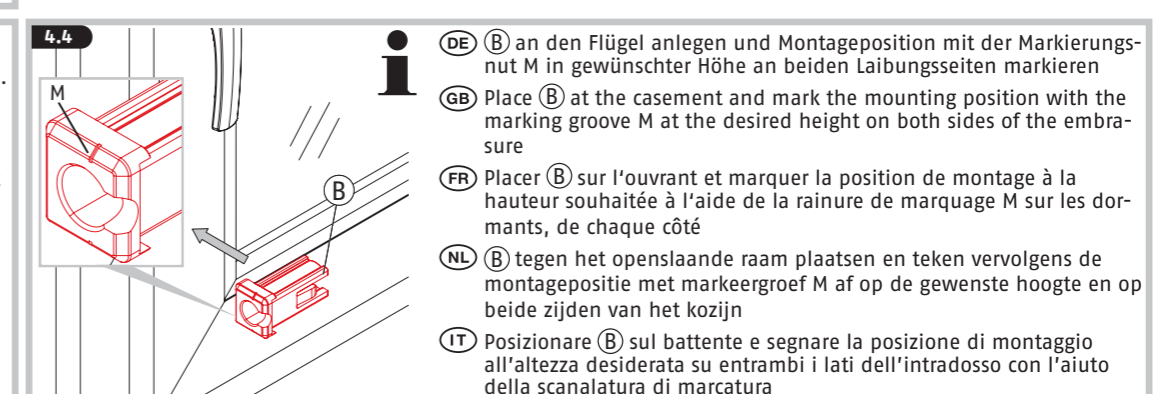 4.4
M
B
DE Ⓑ an den Flügel anlegen und Montageposition mit der Markierungs-
nut M in gewünschter Höhe an beiden Laibungsseiten markieren
GB Place Ⓑ at the casement and mark the mounting position with the
marking groove M at the desired height on both sides of the embra-
sure
FR Placer Ⓑ sur l'ouvrant et marquer la position de montage à la
hauteur souhaitée à l'aide de la rainure de marquage M sur les dor-
mants, de chaque côté
NL Ⓑ tegen het openslaande raam plaatsen en teken vervolgens de
montagepositie met markeergroef M af op de gewenste hoogte en op
beide zijden van het kozijn
IT Posizionare Ⓑ sul battente e segnare la posizione di montaggio
all'altezza desiderata su entrambi i lati dell'intradosso con l'aiuto
della scanalatura di marcatura